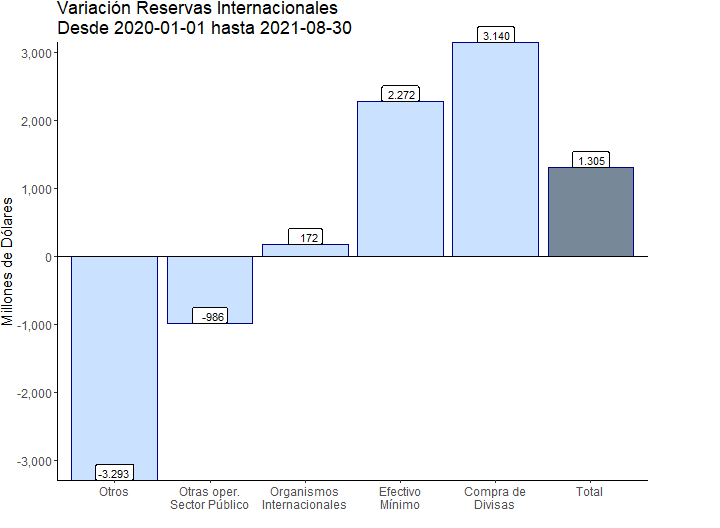 Variación Reservas Internacionales
Desde 2020-01-01 hasta 2021-08-30
Millones de Dólares
3,000
2,000
1,000
0
-1,000
-2,000
-3,000
-3.293
-986
172
2.272
3.140
1.305
Otros
Otras oper.
Sector Público
Organismos
Internacionales
Efectivo
Mínimo
Compra de
Divisas
Total